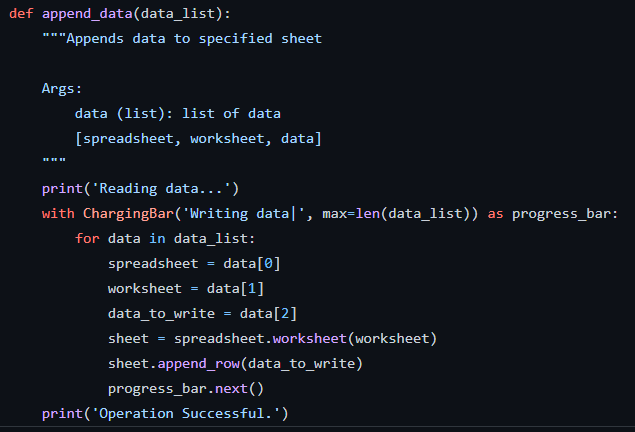 def append_data(data_list):
    """Appends data to specified sheet

    Args:
        data (list): list of data
        [spreadsheet, worksheet, data]
    """
    print('Reading data...')
    with ChargingBar('Writing data|', max=len(data_list)) as progress_bar:
        for data in data_list:
            spreadsheet = data[0]
            worksheet = data[1]
            data_to_write = data[2]
            sheet = spreadsheet.worksheet(worksheet)
            sheet.append_row(data_to_write)
            progress_bar.next()
    print('Operation Successful.')